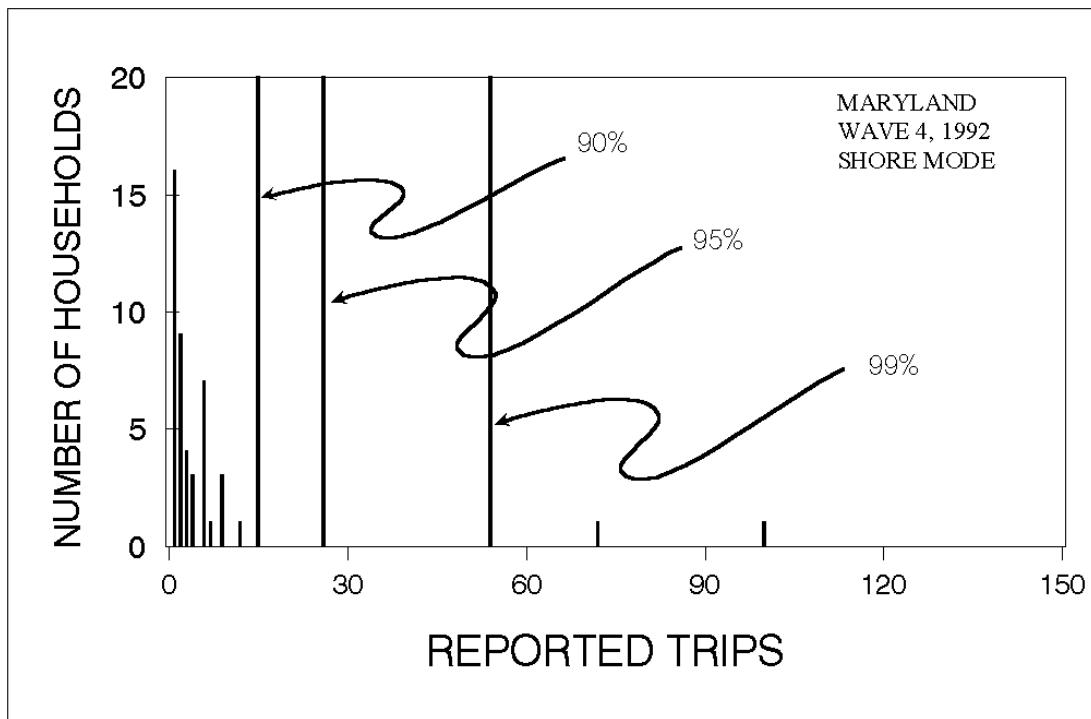 MARYLAND
WAVE 4, 1992
SHORE MODE
90%
95%
99%
NUMBER OF HOUSEHOLDS
20
15
10
5
0
0 30 60 90 120 150
REPORTED TRIPS